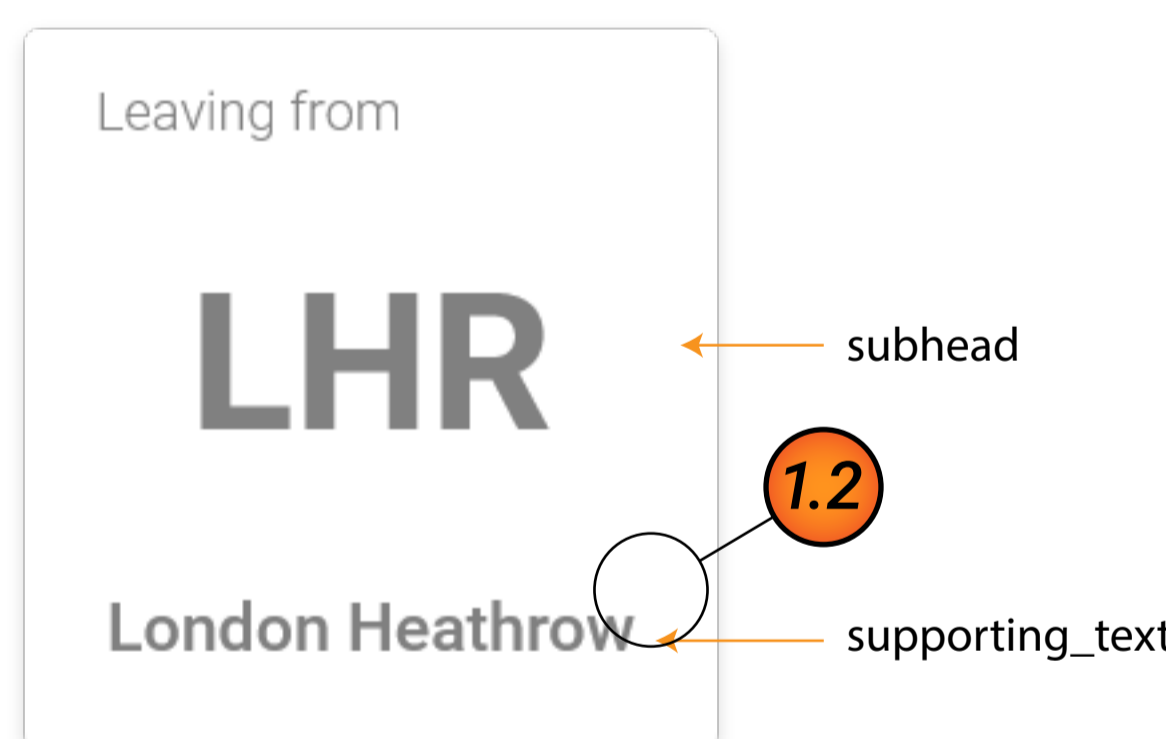 Leaving from
LHR
subhead
1.2
London Heathrow
supporting_text